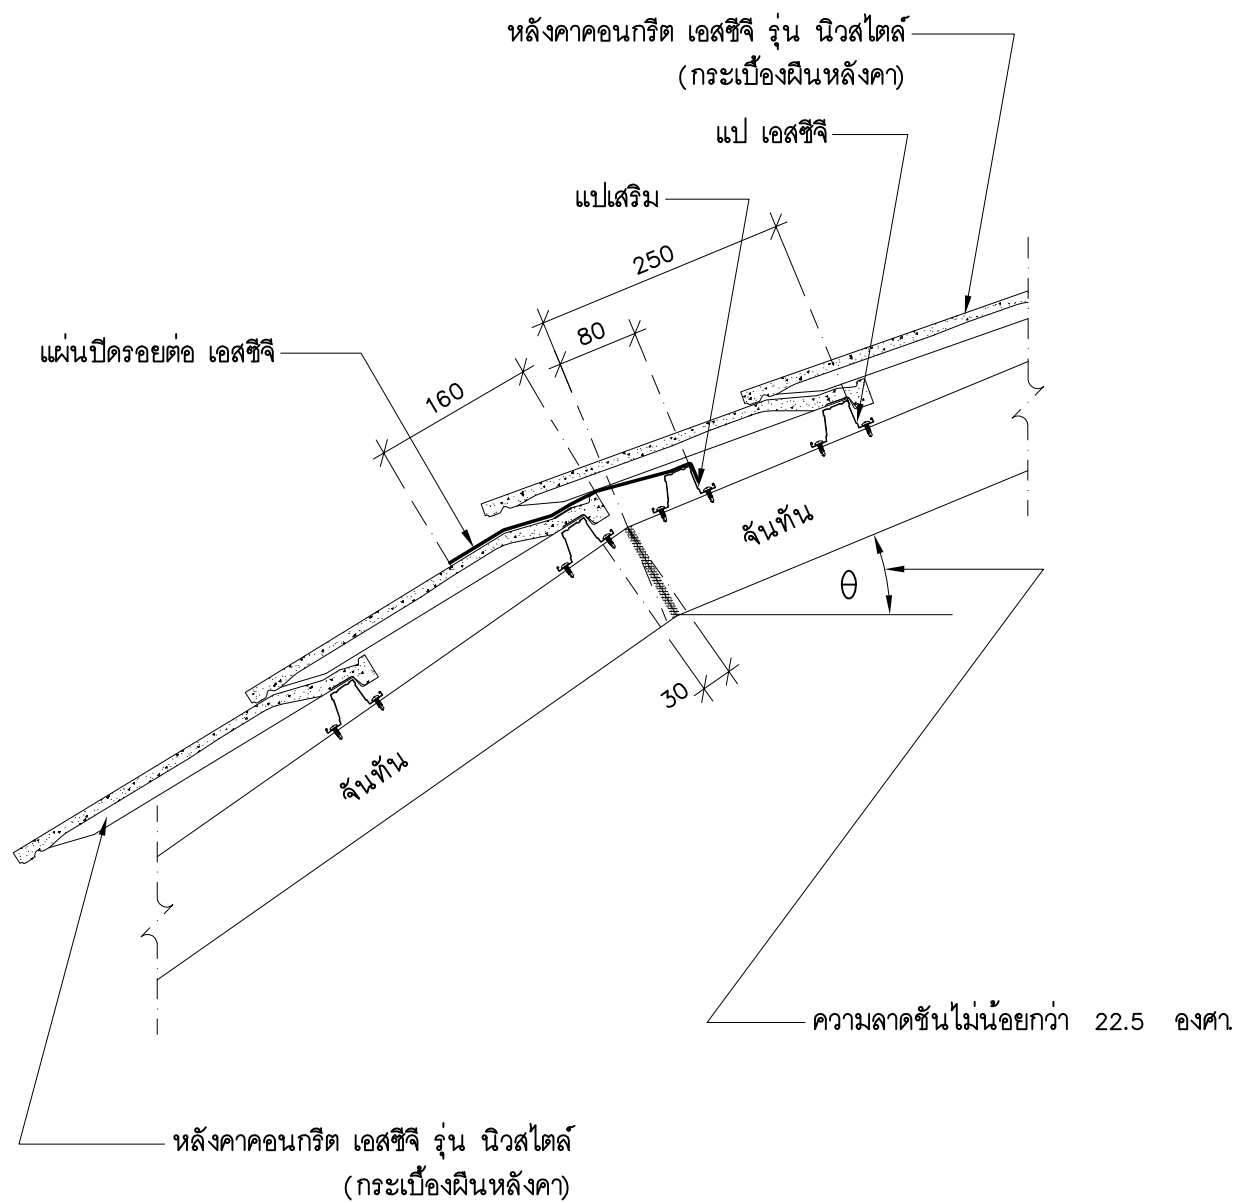 หลังคาคอนกรีต เอสซีจี รุ่น นิวสไตล์
(กระเบื้องผืนหลังคา)
แป เอสซีจี
แปเสริม
250
80
แผ่นปิดรอยต่อ เอสซีจี
160
จันทัน
θ
30
จันทัน
ความลาดชันไม่น้อยกว่า 22.5 องศา.
หลังคาคอนกรีต เอสซีจี รุ่น นิวสไตล์
(กระเบื้องผืนหลังคา)